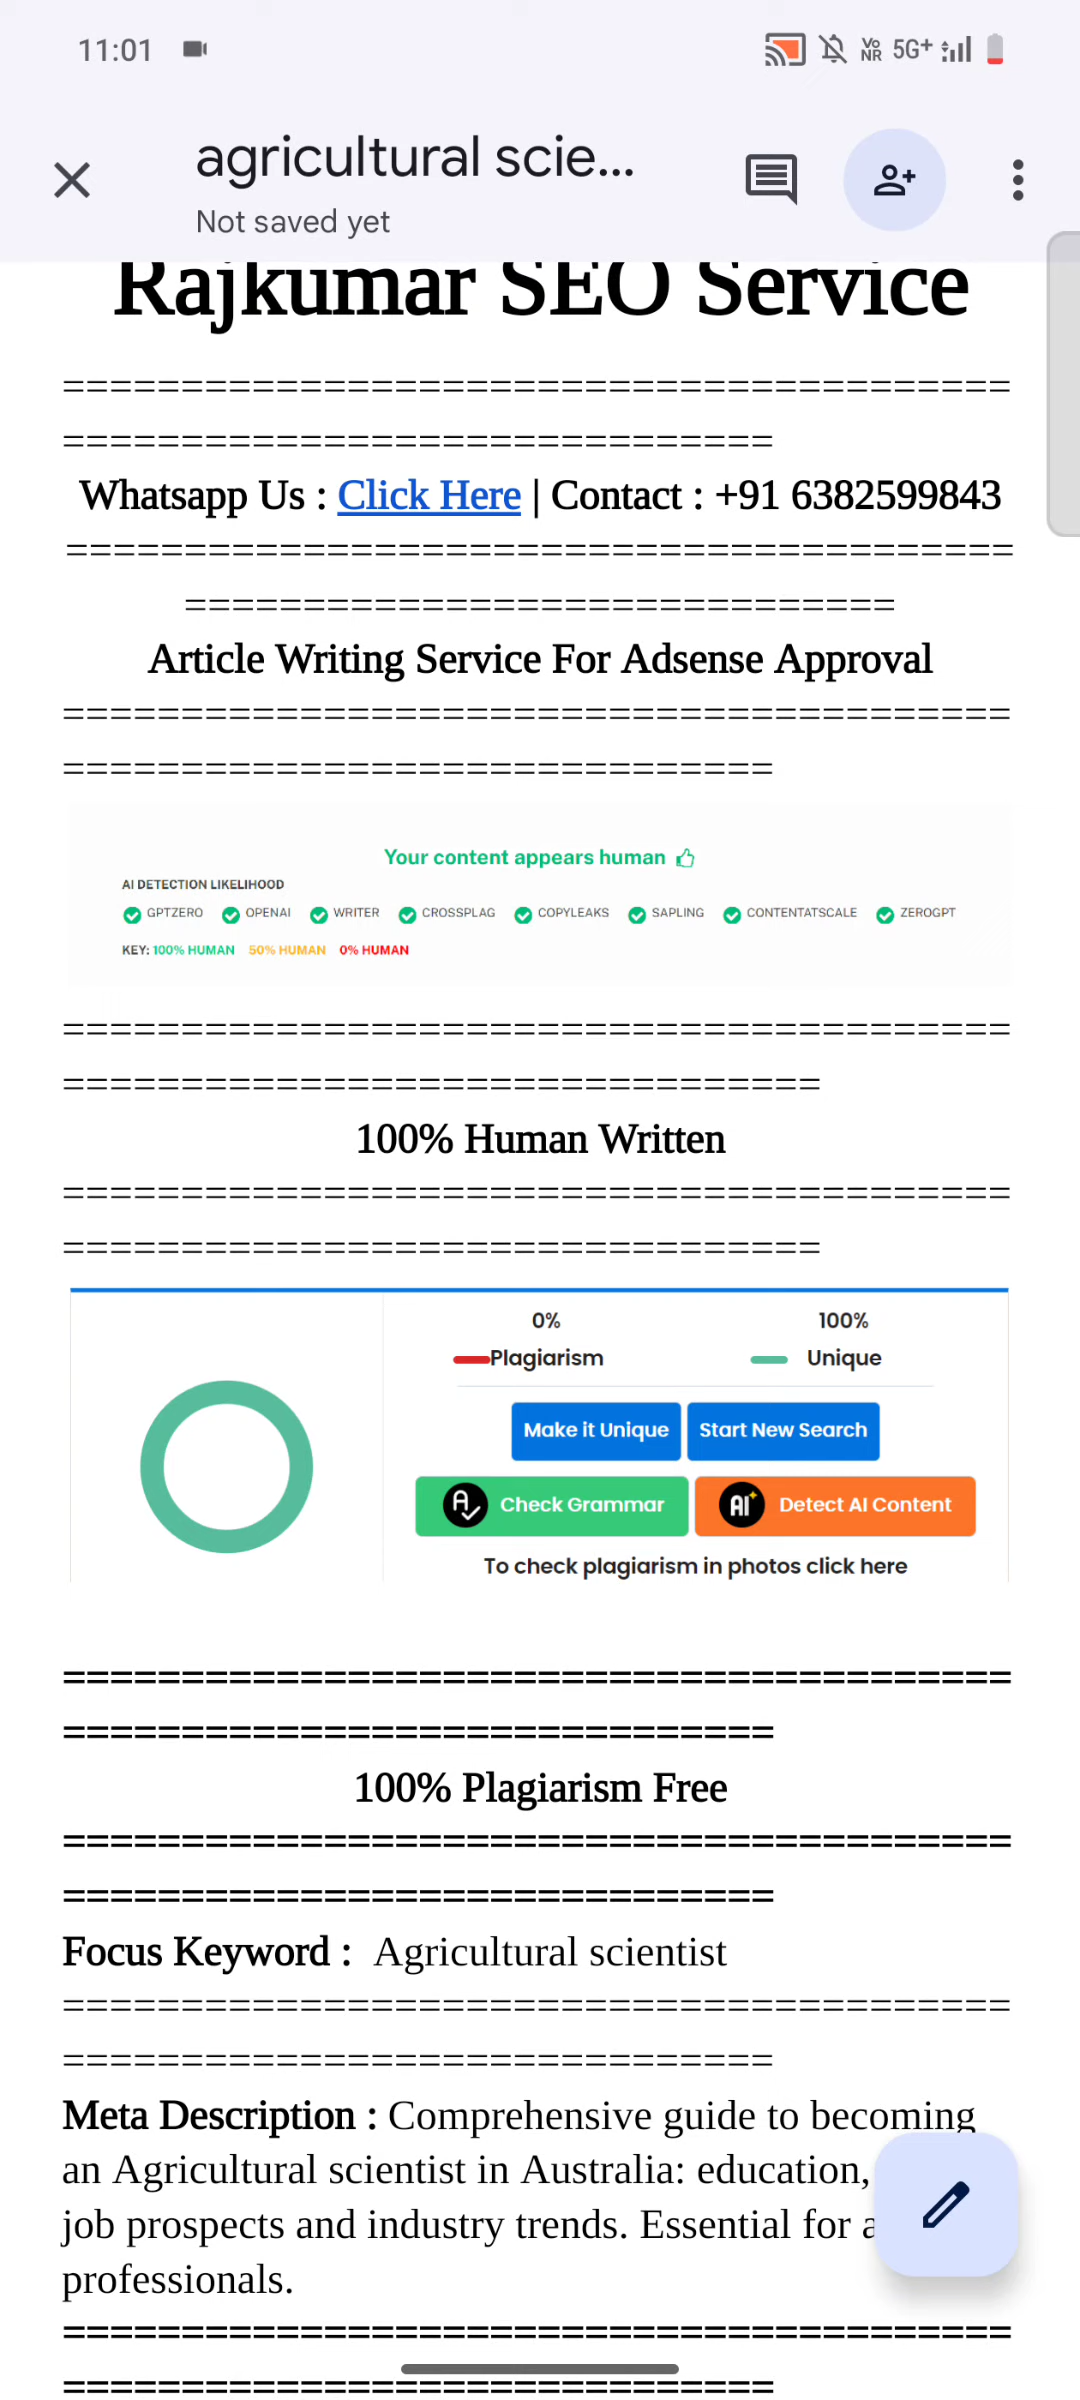 11:01
VoNR 5G+
agricultural scie...
Not saved yet
Rajkumar SEO Service
========================================
==============================
Whatsapp Us : Click Here | Contact : +91 6382599843
========================================
==============================
Article Writing Service For Adsense Approval
========================================
==============================
Your content appears human
AI DETECTION LIKELIHOOD
GPTZERO OPENAI WRITER CROSSPLAG COPYLEAKS SAPLING CONTENTATSCALE ZEROGPT
KEY: 100% HUMAN 50% HUMAN 0% HUMAN
========================================
================================
100% Human Written
========================================
================================
0% 100%
Plagiarism Unique
Make it Unique Start New Search
Check Grammar AI Detect AI Content
To check plagiarism in photos click here
========================================
==============================
100% Plagiarism Free
========================================
==============================
Focus Keyword : Agricultural scientist
========================================
==============================
Meta Description : Comprehensive guide to becoming
an Agricultural scientist in Australia: education,
job prospects and industry trends. Essential for
professionals.
========================================
==============================